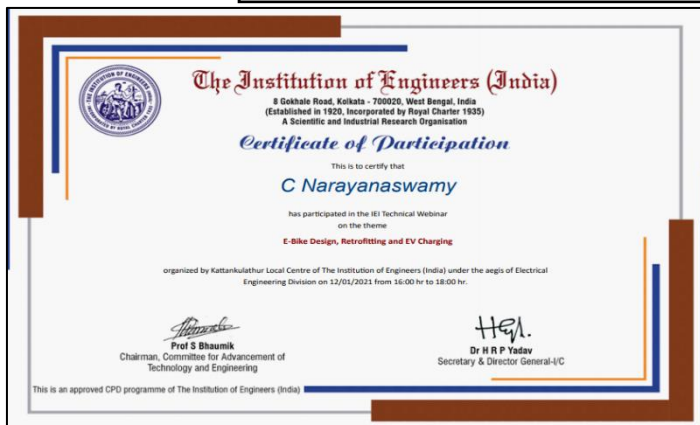 The Institution of Engineers (India)
8 Gokhale Road, Kolkata - 700020, West Bengal, India
(Established in 1920, Incorporated by Royal Charter 1935)
A Scientific and Industrial Research Organisation
Certificate of Participation
This is to certify that
C Narayanaswamy
has participated in the IEI Technical Webinar
on the theme
E-Bike Design, Retrofitting and EV Charging
organized by Kattankulathur Local Centre of The Institution of Engineers (India) under the aegis of Electrical
Engineering Division on 12/01/2021 from 16:00 hr to 18:00 hr.
Prof S Bhaumik
Chairman, Committee for Advancement of
Technology and Engineering
Dr H R P Yadav
Secretary & Director General-I/C
This is an approved CPD programme of The Institution of Engineers (India)